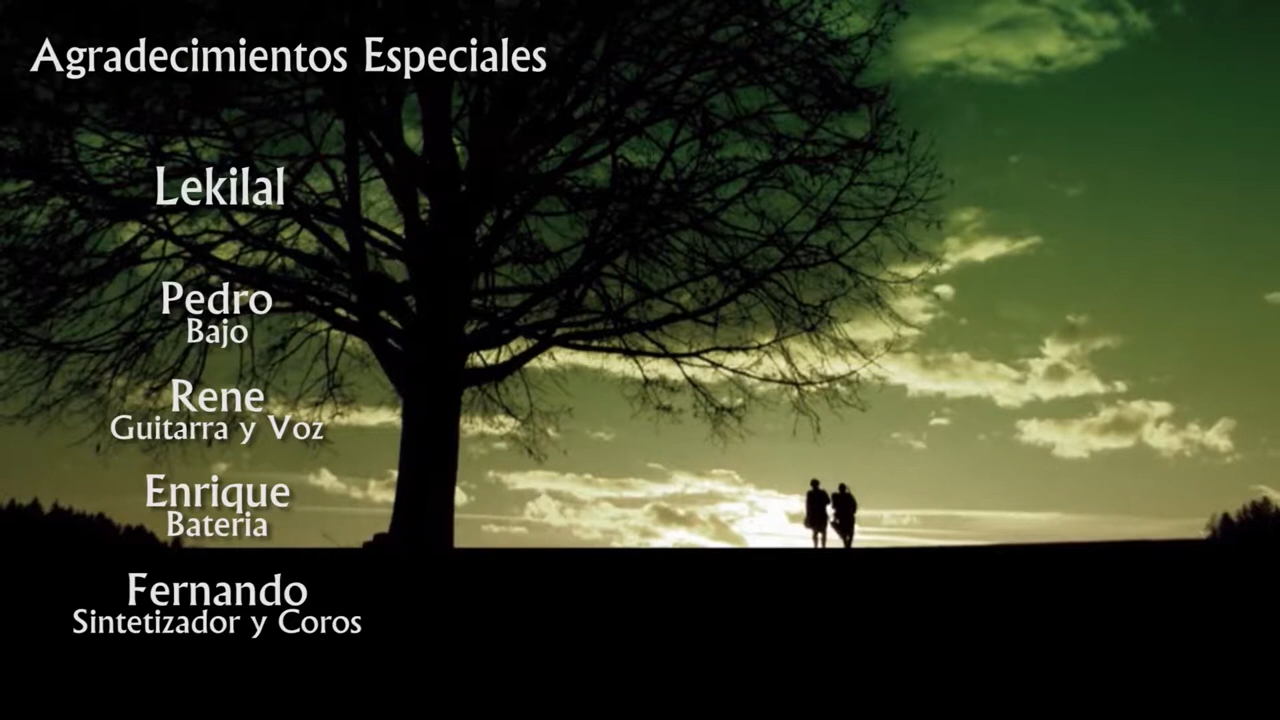 Agradecimientos Especiales
Lekilal
Pedro
Bajo
Rene
Guitarra y Voz
Enrique
Bateria
Fernando
Sintetizador y Coros